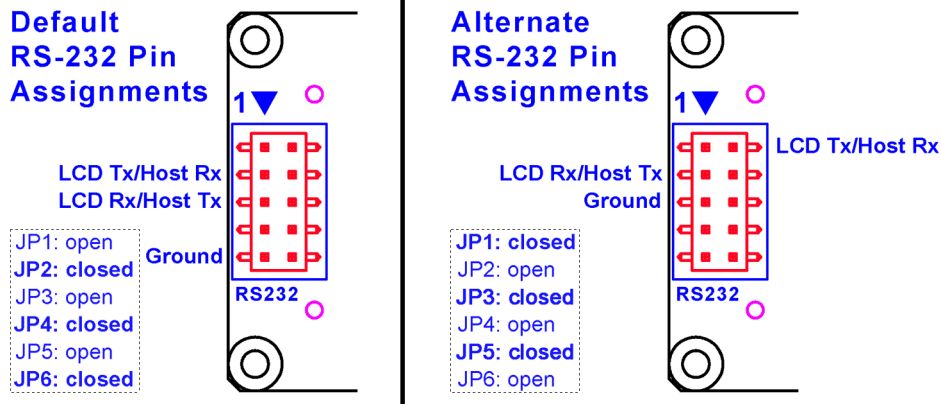 Default
RS-232 Pin
Assignments
1
LCD Tx/Host Rx
LCD Rx/Host Tx
Ground
JP1: open
JP2: closed
JP3: open
JP4: closed
JP5: open
JP6: closed
RS232
Alternate
RS-232 Pin
Assignments
1
LCD Tx/Host Rx
LCD Rx/Host Tx
Ground
JP1: closed
JP2: open
JP3: closed
JP4: open
JP5: closed
JP6: open
RS232